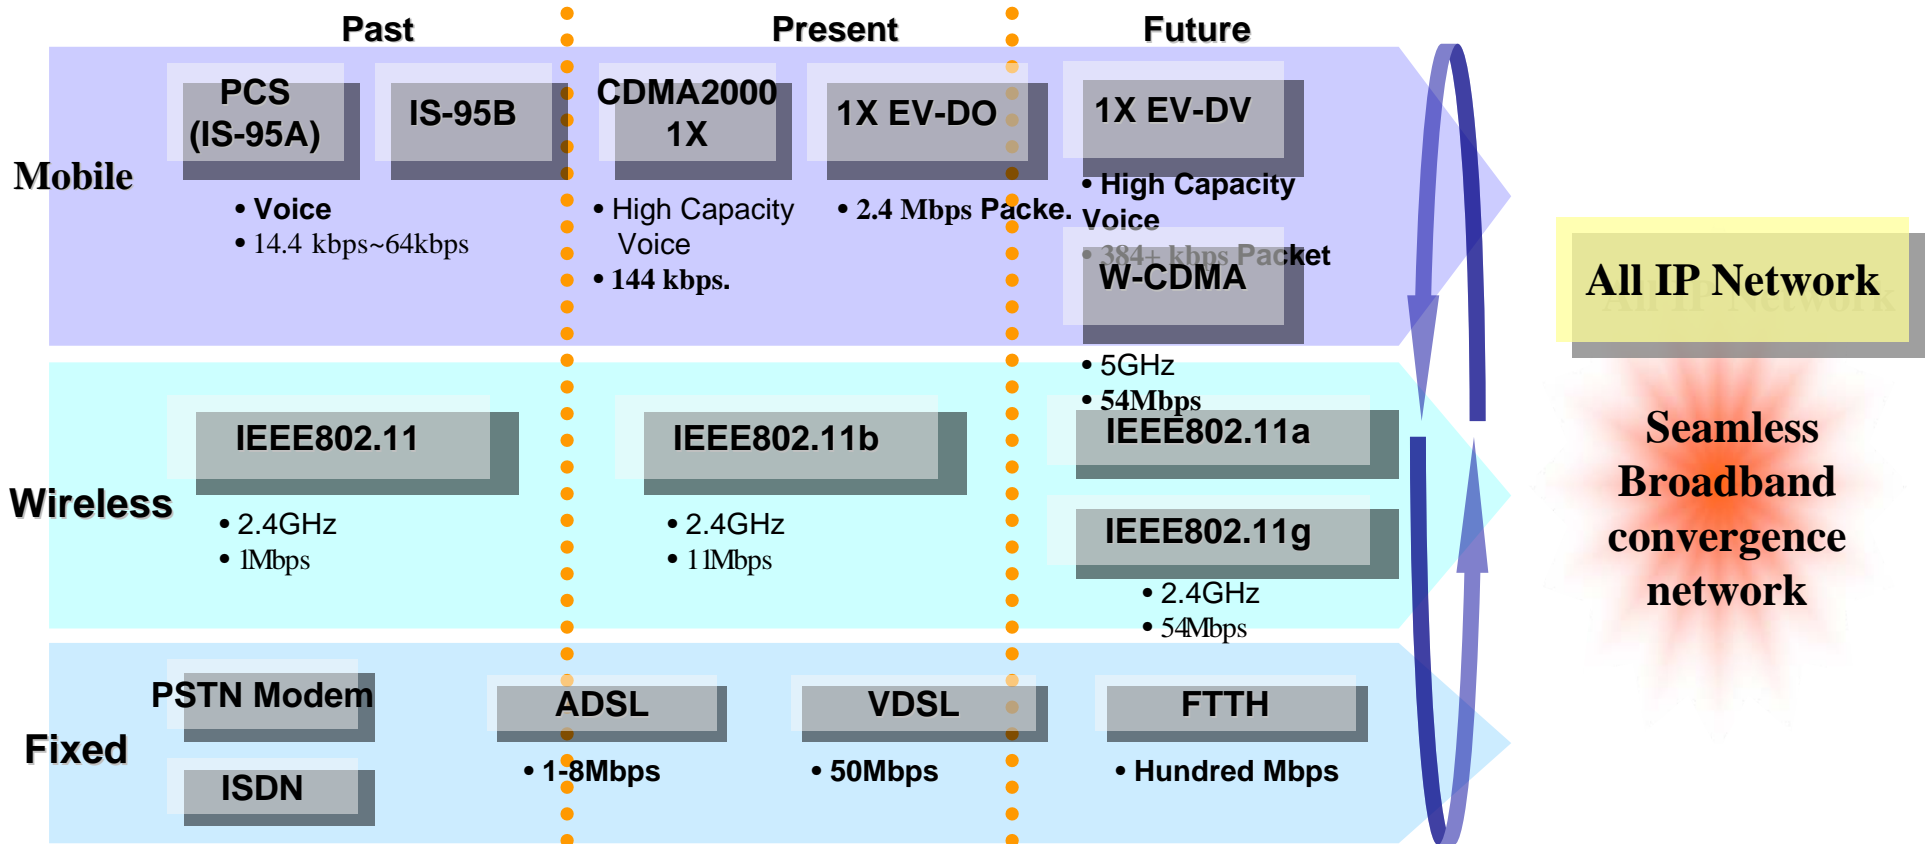 Past
Present
Future
Mobile
PCS
(IS-95A)
IS-95B
CDMA2000
1X
1X EV-DO
1X EV-DV
• Voice
• 14.4 kbps~64kbps
• High Capacity
Voice
• 144 kbps.
• 2.4 Mbps Packe.
• High Capacity
Voice
• 384+ kbps Packet
W-CDMA
Wireless
IEEE802.11
• 2.4GHz
• 1Mbps
IEEE802.11b
• 2.4GHz
• 11Mbps
• 5GHz
• 54Mbps
IEEE802.11a
IEEE802.11g
• 2.4GHz
• 54Mbps
Fixed
PSTN Modem
ISDN
ADSL
• 1-8Mbps
VDSL
• 50Mbps
FTTH
• Hundred Mbps
All IP Network
Seamless
Broadband
convergence
network